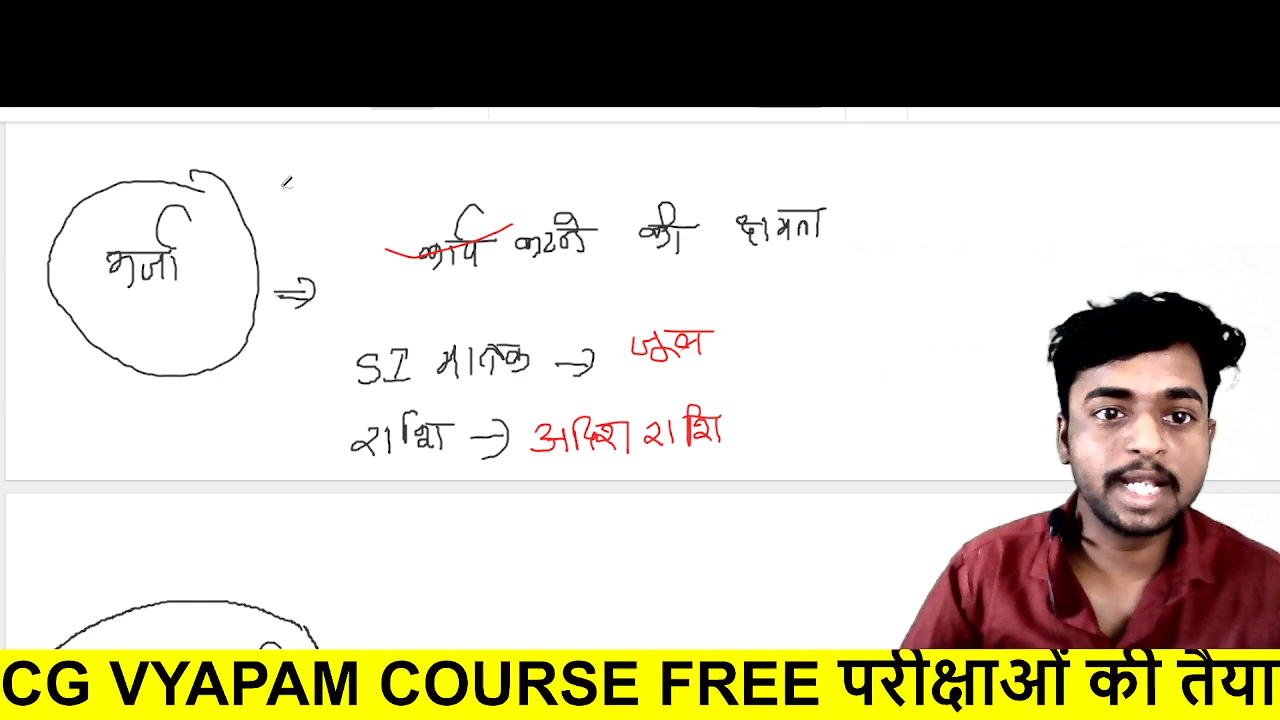 ऊर्जा
कार्य करने की क्षमता
SI मात्रक → जूल
राशि → अदिश राशि
CG VYAPAM COURSE FREE परीक्षाओं की तैया